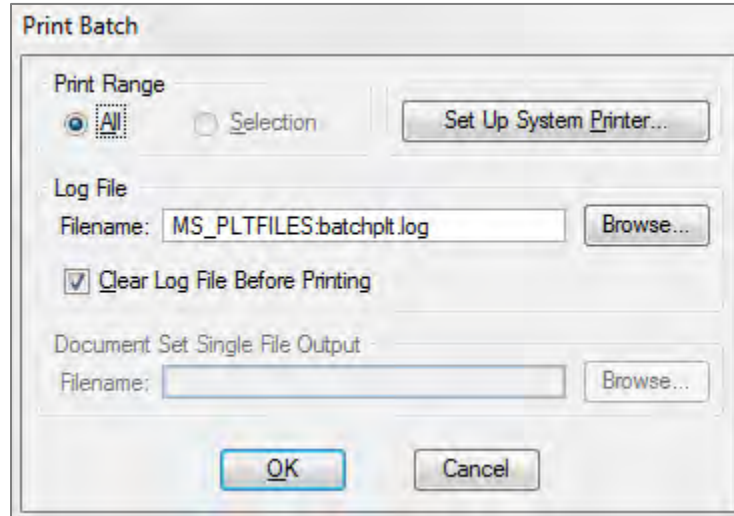 Print Batch
Print Range
All Selection Set Up System Printer...
Log File
Filename: MS_PLTFILES:batchplt.log Browse...
Clear Log File Before Printing
Document Set Single File Output
Filename: Browse...
OK Cancel